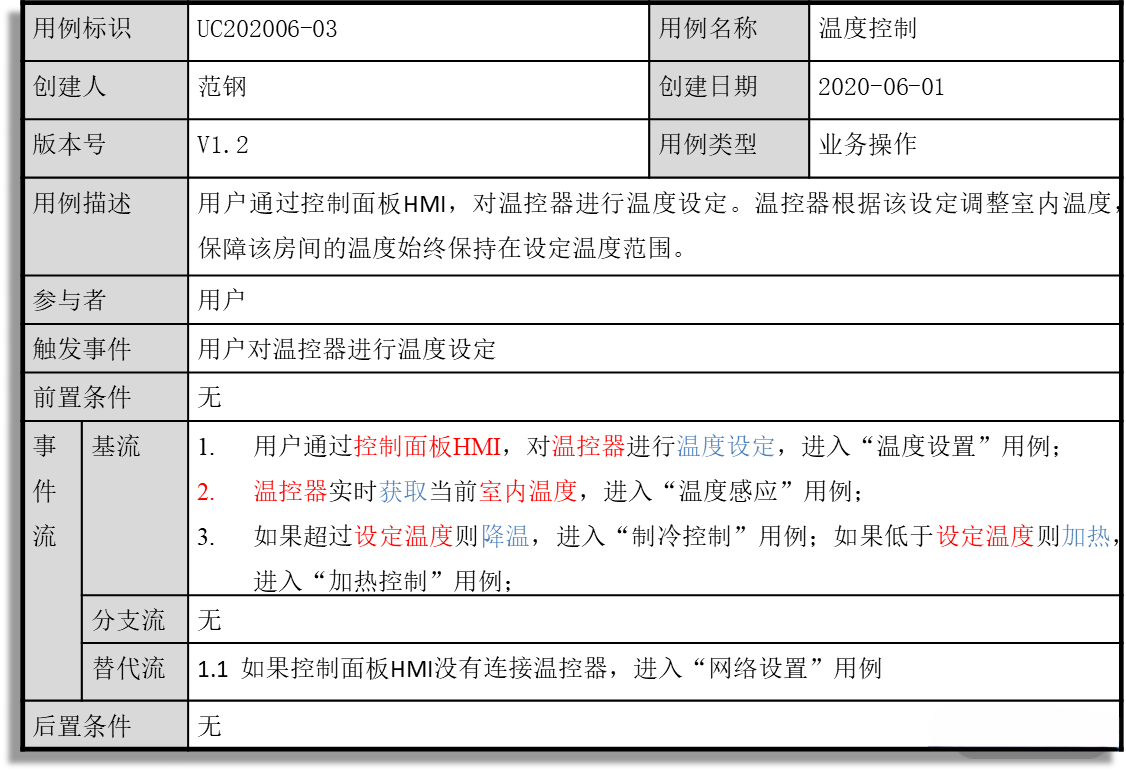 用例标识 UC202006-03 用例名称 温度控制
创建人 范钢 创建日期 2020-06-01
版本号 V1.2 用例类型 业务操作
用例描述 用户通过控制面板HMI，对温控器进行温度设定。温控器根据该设定调整室内温度，
保障该房间的温度始终保持在设定温度范围。
参与者 用户
触发事件 用户对温控器进行温度设定
前置条件 无
事件流 基流 1. 用户通过控制面板HMI，对温控器进行温度设定，进入“温度设置”用例；
2. 温控器实时获取当前室内温度，进入“温度感应”用例；
3. 如果超过设定温度则降温，进入“制冷控制”用例；如果低于设定温度则加热，
进入“加热控制”用例；
分支流 无
替代流 1.1 如果控制面板HMI没有连接温控器，进入“网络设置”用例
后置条件 无